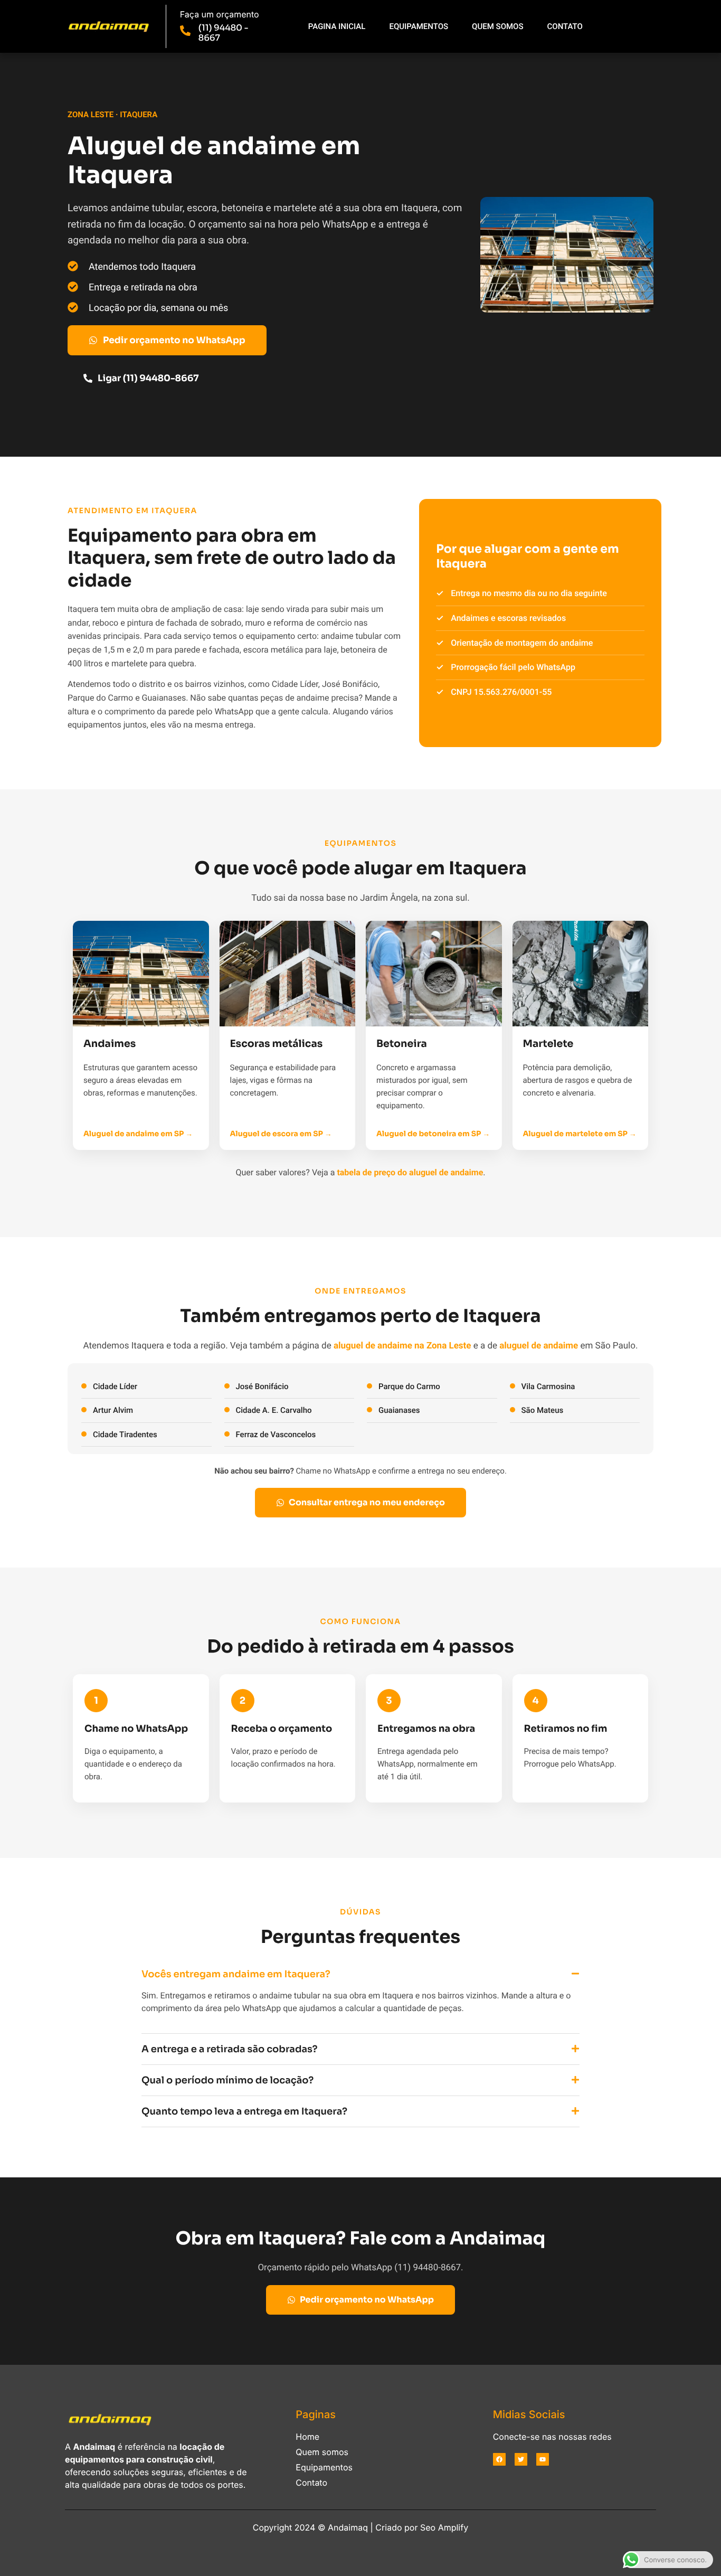 andaimaq
Faça um orçamento
(11) 94480 -
8667
PAGINA INICIAL
EQUIPAMENTOS
QUEM SOMOS
CONTATO
ZONA LESTE · ITAQUERA
Aluguel de andaime em
Itaquera
Levamos andaime tubular, escora, betoneira e martelete até a sua obra em Itaquera, com
retirada no fim da locação. O orçamento sai na hora pelo WhatsApp e a entrega é
agendada no melhor dia para a sua obra.
Atendemos todo Itaquera
Entrega e retirada na obra
Locação por dia, semana ou mês
Pedir orçamento no WhatsApp
Ligar (11) 94480-8667
ATENDIMENTO EM ITAQUERA
Equipamento para obra em
Itaquera, sem frete de outro lado da
cidade
Itaquera tem muita obra de ampliação de casa: laje sendo virada para subir mais um
andar, reboco e pintura de fachada de sobrado, muro e reforma de comércio nas
avenidas principais. Para cada serviço temos o equipamento certo: andaime tubular com
peças de 1,5 m e 2,0 m para parede e fachada, escora metálica para laje, betoneira de
400 litros e martelete para quebra.
Atendemos todo o distrito e os bairros vizinhos, como Cidade Líder, José Bonifácio,
Parque do Carmo e Guaianases. Não sabe quantas peças de andaime precisa? Mande a
altura e o comprimento da parede pelo WhatsApp que a gente calcula. Alugando vários
equipamentos juntos, eles vão na mesma entrega.
Por que alugar com a gente em
Itaquera
Entrega no mesmo dia ou no dia seguinte
Andaimes e escoras revisados
Orientação de montagem do andaime
Prorrogação fácil pelo WhatsApp
CNPJ 15.563.276/0001-55
EQUIPAMENTOS
O que você pode alugar em Itaquera
Tudo sai da nossa base no Jardim Ângela, na zona sul.
Andaimes
Estruturas que garantem acesso
seguro a áreas elevadas em
obras, reformas e manutenções.
Aluguel de andaime em SP →
Escoras metálicas
Segurança e estabilidade para
lajes, vigas e fôrmas na
concretagem.
Aluguel de escora em SP →
Betoneira
Concreto e argamassa
misturados por igual, sem
precisar comprar o
equipamento.
Aluguel de betoneira em SP →
Martelete
Potência para demolição,
abertura de rasgos e quebra de
concreto e alvenaria.
Aluguel de martelete em SP →
Quer saber valores? Veja a tabela de preço do aluguel de andaime.
ONDE ENTREGAMOS
Também entregamos perto de Itaquera
Atendemos Itaquera e toda a região. Veja também a página de aluguel de andaime na Zona Leste e a de aluguel de andaime em São Paulo.
Cidade Líder
José Bonifácio
Parque do Carmo
Vila Carmosina
Artur Alvim
Cidade A. E. Carvalho
Guaianases
São Mateus
Cidade Tiradentes
Ferraz de Vasconcelos
Não achou seu bairro? Chame no WhatsApp e confirme a entrega no seu endereço.
Consultar entrega no meu endereço
COMO FUNCIONA
Do pedido à retirada em 4 passos
1
Chame no WhatsApp
Diga o equipamento, a
quantidade e o endereço da
obra.
2
Receba o orçamento
Valor, prazo e período de
locação confirmados na hora.
3
Entregamos na obra
Entrega agendada pelo
WhatsApp, normalmente em
até 1 dia útil.
4
Retiramos no fim
Precisa de mais tempo?
Prorrogue pelo WhatsApp.
DÚVIDAS
Perguntas frequentes
Vocês entregam andaime em Itaquera?
Sim. Entregamos e retiramos o andaime tubular na sua obra em Itaquera e nos bairros vizinhos. Mande a altura e o
comprimento da área pelo WhatsApp que ajudamos a calcular a quantidade de peças.
A entrega e a retirada são cobradas?
Qual o período mínimo de locação?
Quanto tempo leva a entrega em Itaquera?
Obra em Itaquera? Fale com a Andaimaq
Orçamento rápido pelo WhatsApp (11) 94480-8667.
Pedir orçamento no WhatsApp
andaimaq
A Andaimaq é referência na locação de
equipamentos para construção civil,
oferecendo soluções seguras, eficientes e de
alta qualidade para obras de todos os portes.
Paginas
Home
Quem somos
Equipamentos
Contato
Midias Sociais
Conecte-se nas nossas redes
Copyright 2024 © Andaimaq | Criado por Seo Amplify
Converse conosco.